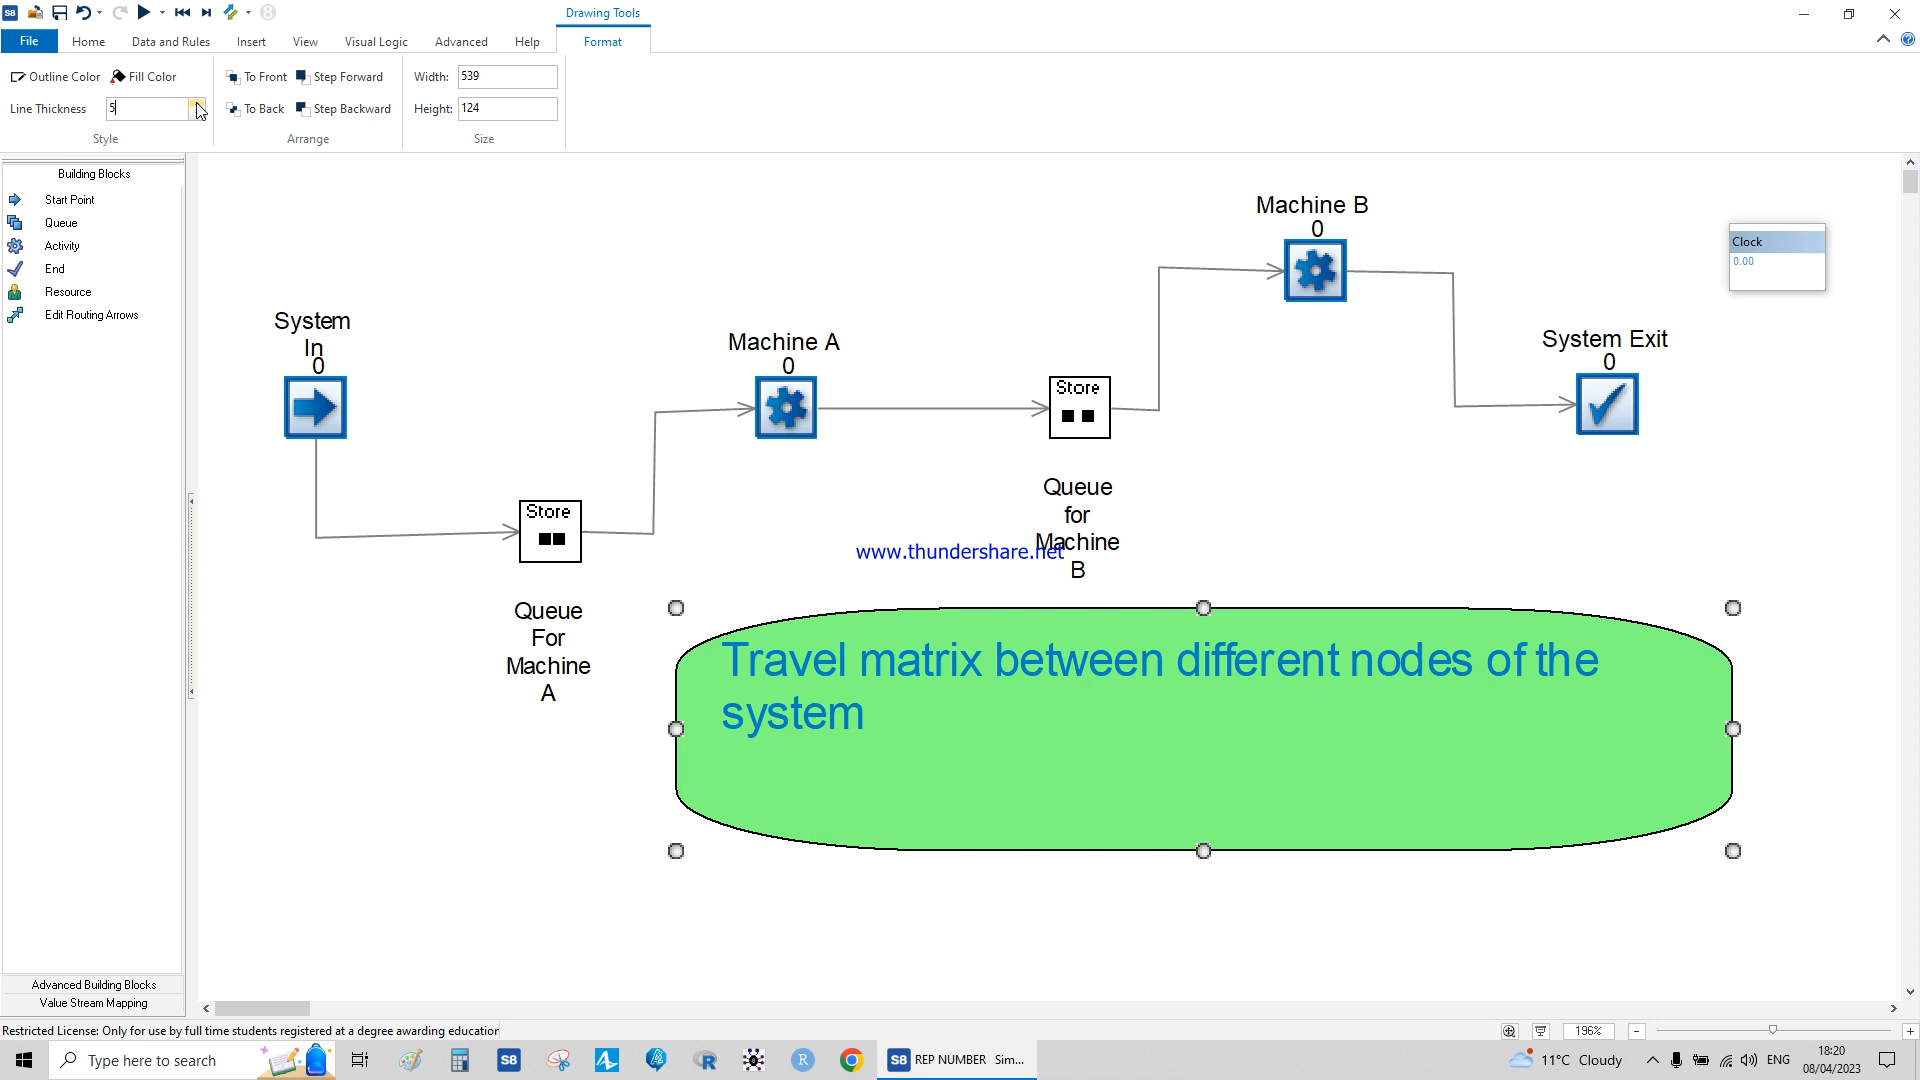 S8
Drawing Tools
File Home Data and Rules Insert View Visual Logic Advanced Help Format
Outline Color Fill Color To Front Step Forward Width: 539
Line Thickness 5 To Back Step Backward Height: 124
Style Arrange Size
Building Blocks
Start Point
Queue
Activity
End
Resource
Edit Routing Arrows
Machine B
0
Clock
0.00
System
In
0
Machine A
0
Store
System Exit
0
Store
Queue
for
Machine
B
www.thundershare.net
Queue
For
Machine
A
Travel matrix between different nodes of the
system
Advanced Building Blocks
Value Stream Mapping
Restricted License: Only for use by full time students registered at a degree awarding education
196%
Type here to search
S8
R
R
S8 REP NUMBER Sim...
11°C Cloudy
ENG
18:20
08/04/2023